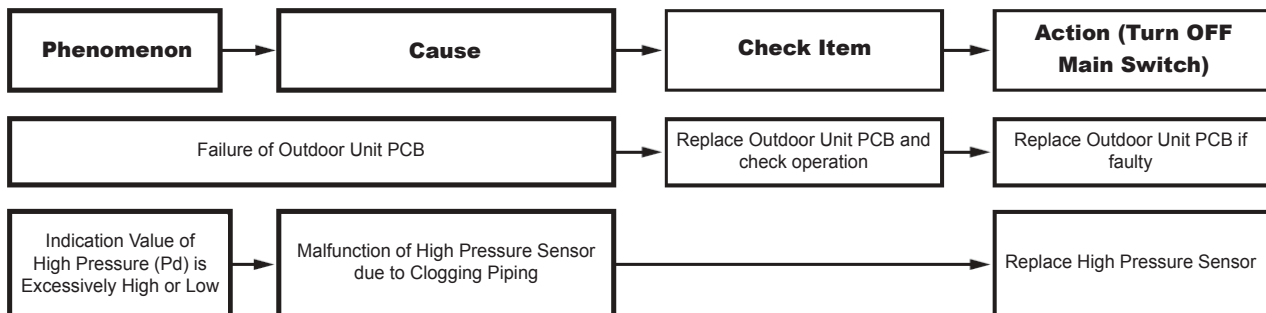 Phenomenon
Cause
Check Item
Action (Turn OFF
Main Switch)
Failure of Outdoor Unit PCB
Replace Outdoor Unit PCB and
check operation
Replace Outdoor Unit PCB if
faulty
Indication Value of
High Pressure (Pd) is
Excessively High or Low
Malfunction of High Pressure Sensor
due to Clogging Piping
Replace High Pressure Sensor